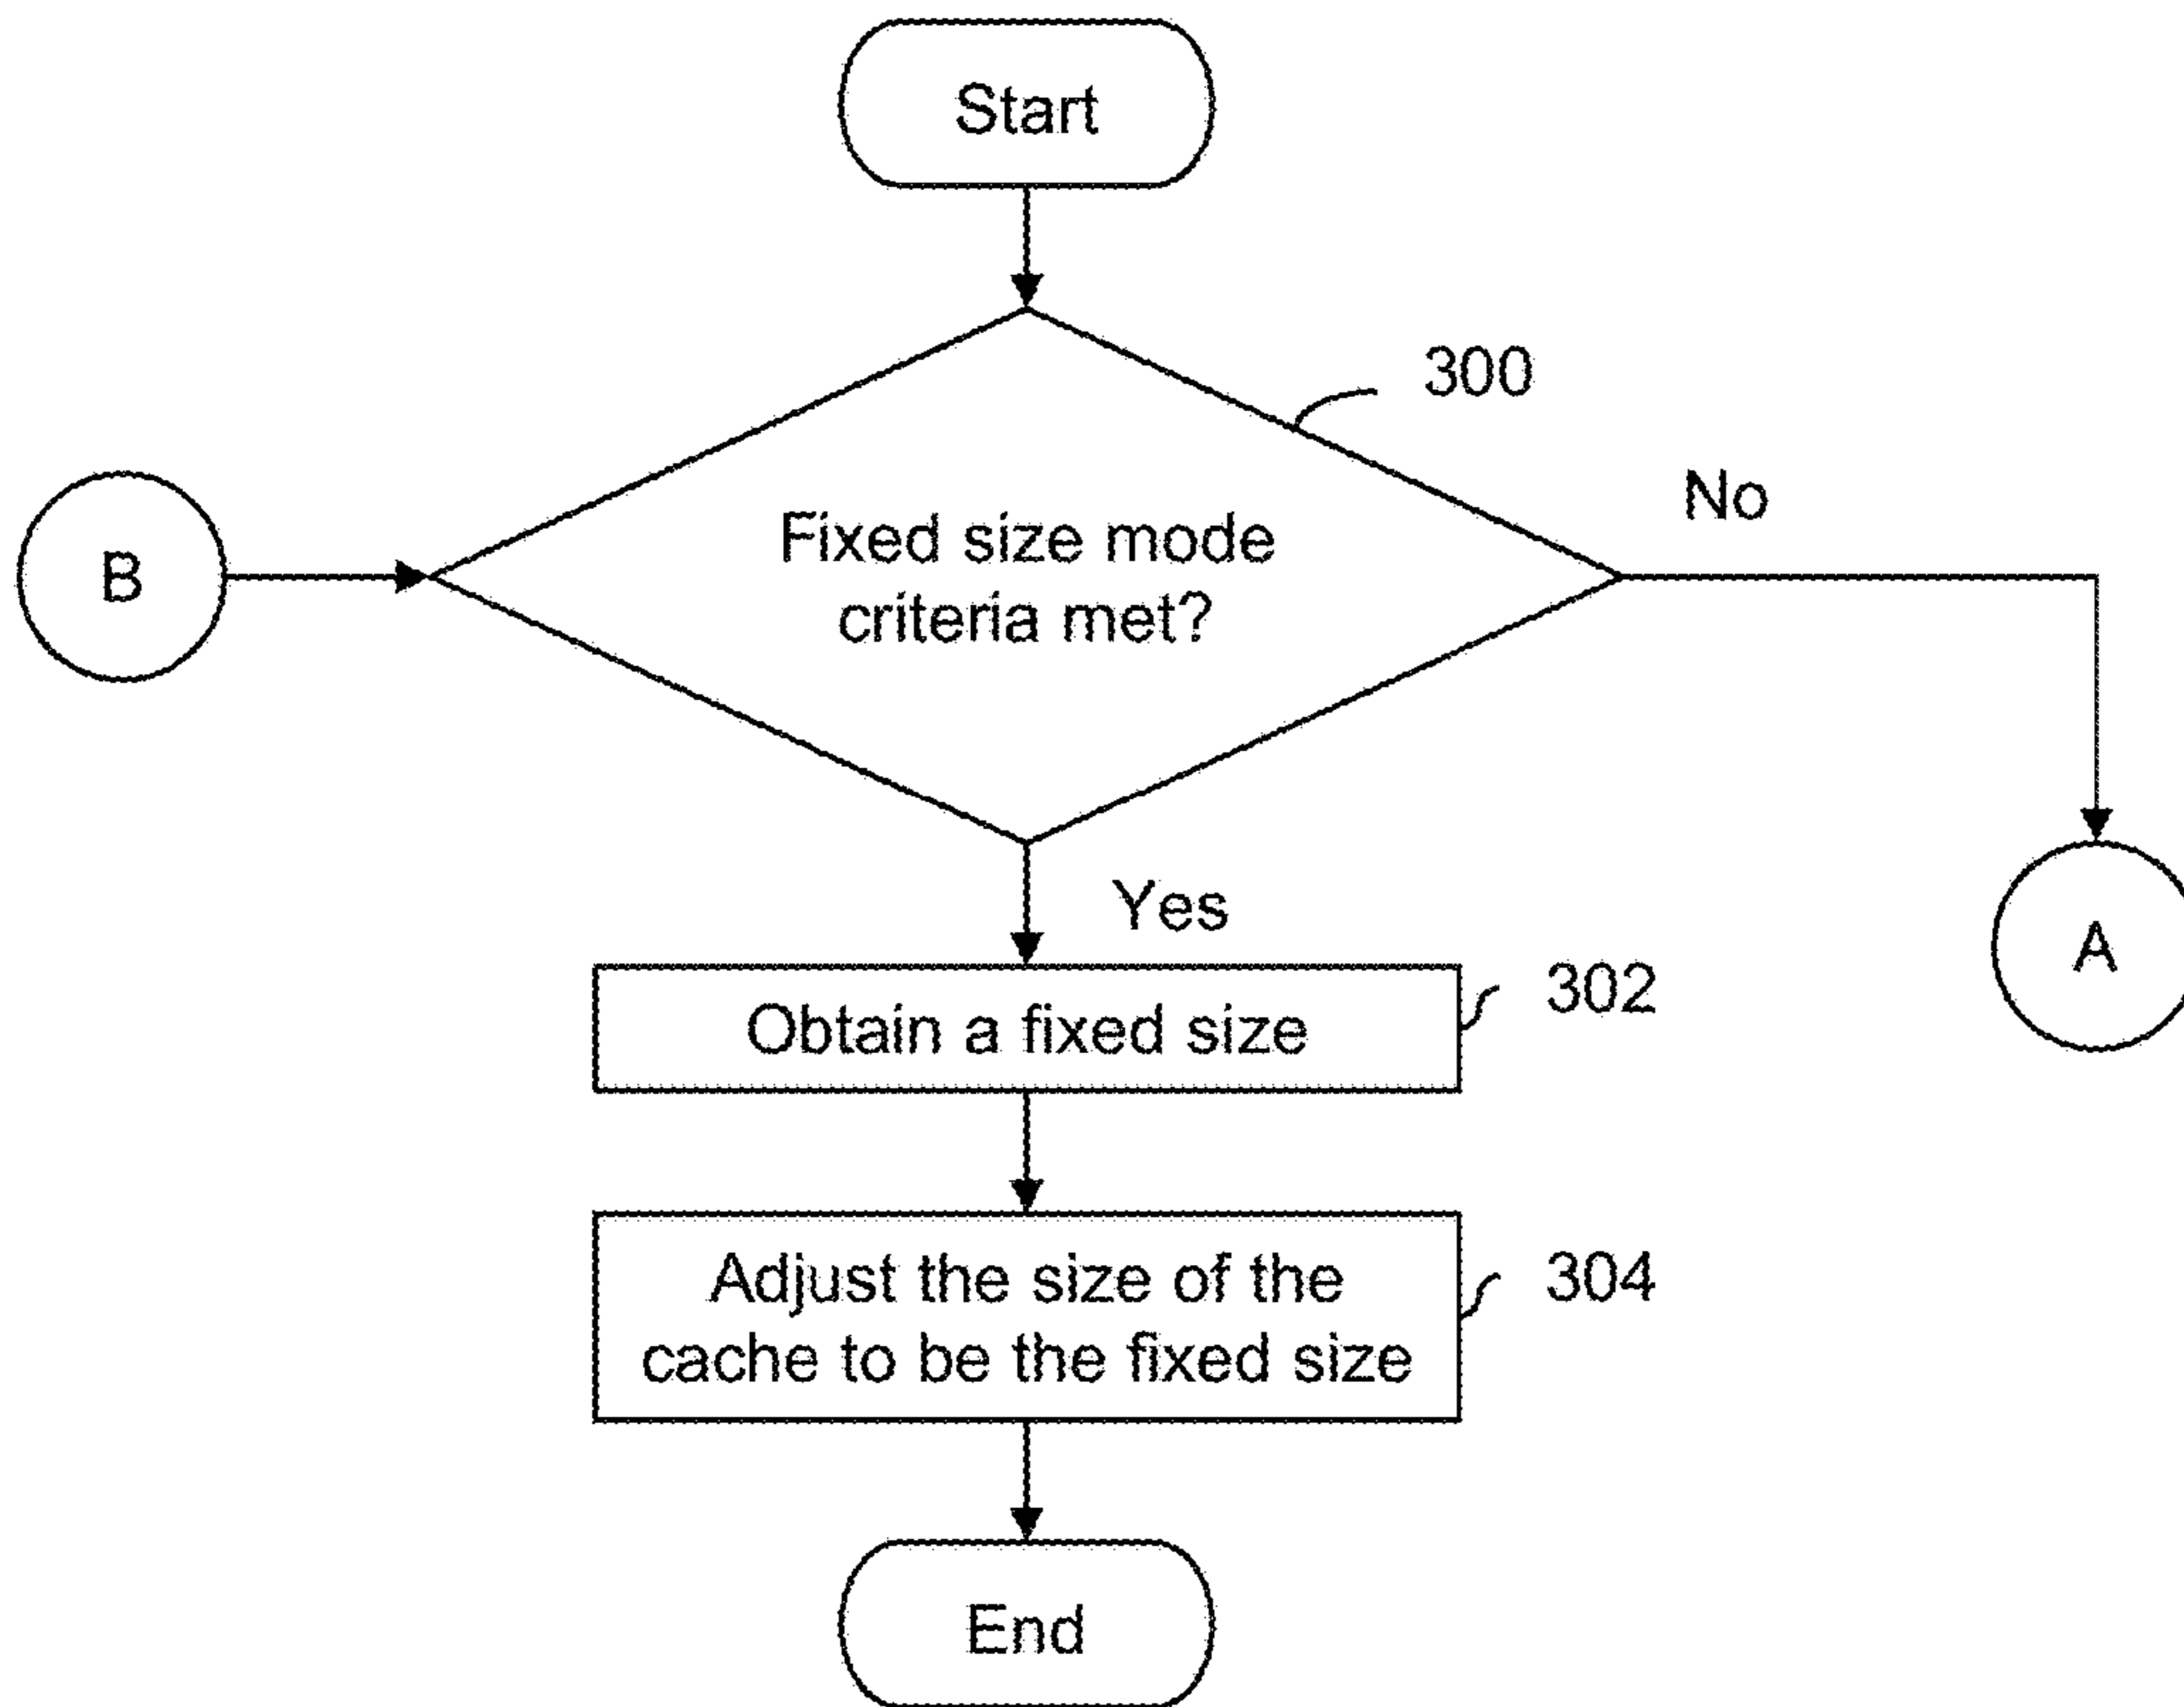 Start
300
No
B
Fixed size mode
criteria met?
Yes
A
302
Obtain a fixed size
304
Adjust the size of the
cache to be the fixed size
End